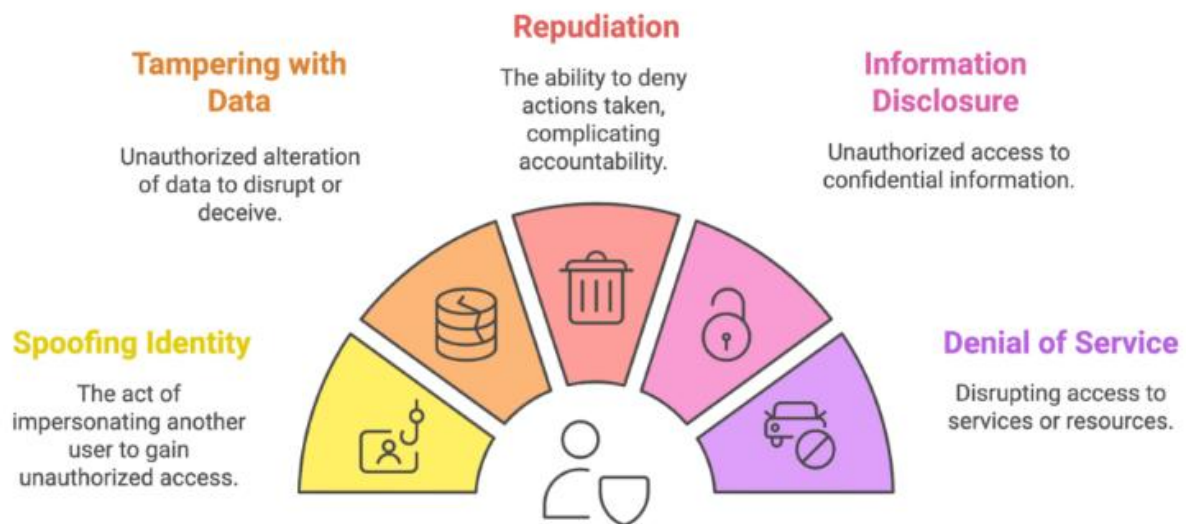 Spoofing Identity
The act of
impersonating another
user to gain
unauthorized access.
Tampering with
Data
Unauthorized alteration
of data to disrupt or
deceive.
Repudiation
The ability to deny
actions taken,
complicating
accountability.
Information
Disclosure
Unauthorized access to
confidential information.
Denial of Service
Disrupting access to
services or resources.